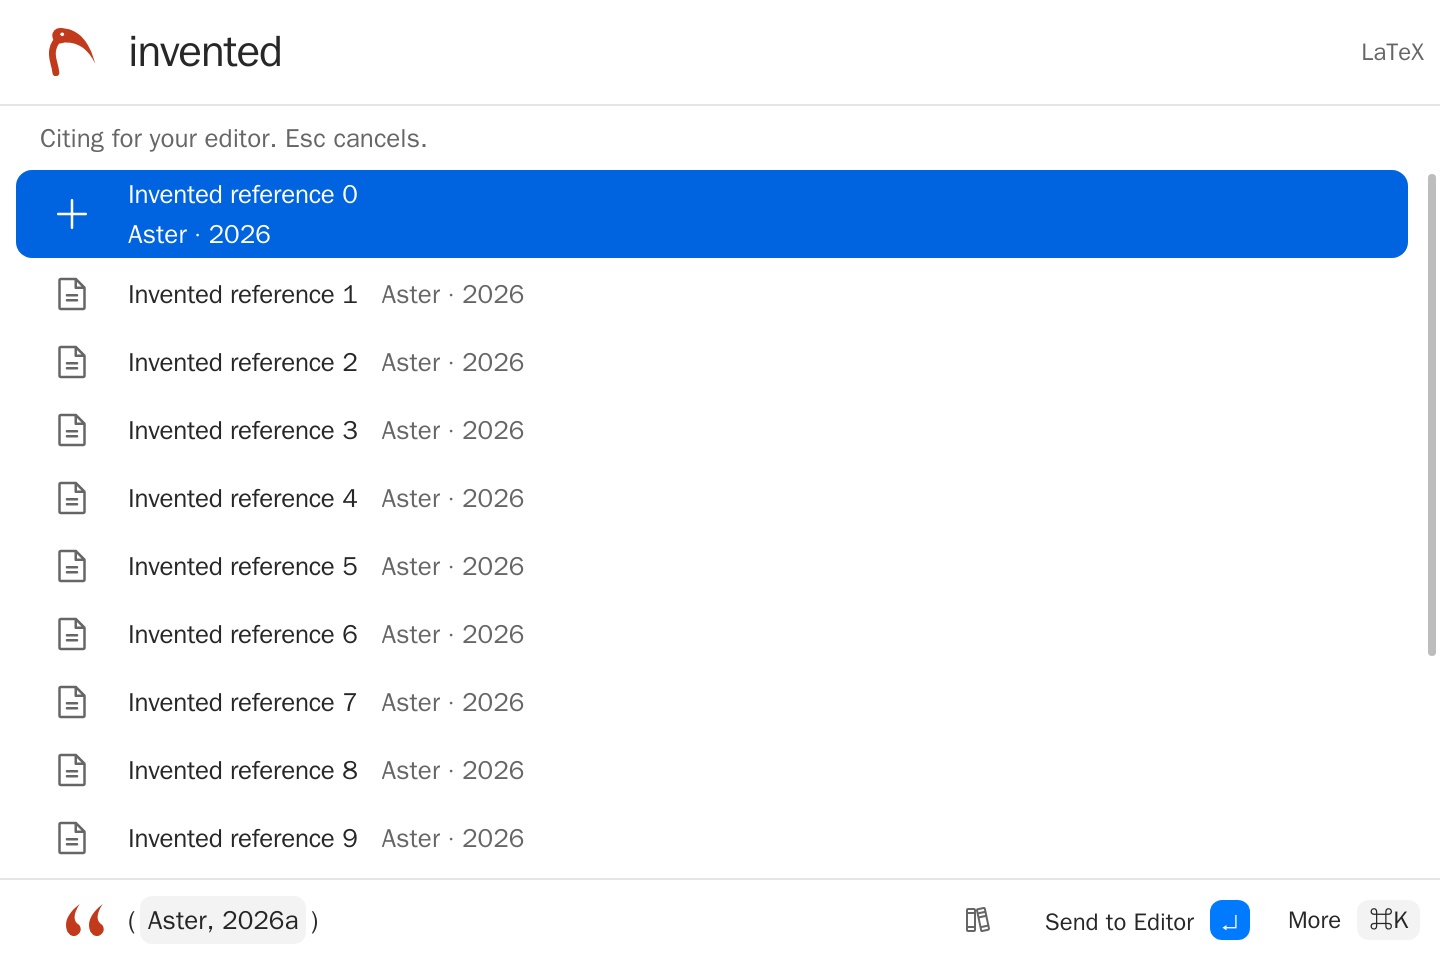 invented
LaTeX
Citing for your editor. Esc cancels.
Invented reference 0
Aster · 2026
Invented reference 1 Aster · 2026
Invented reference 2 Aster · 2026
Invented reference 3 Aster · 2026
Invented reference 4 Aster · 2026
Invented reference 5 Aster · 2026
Invented reference 6 Aster · 2026
Invented reference 7 Aster · 2026
Invented reference 8 Aster · 2026
Invented reference 9 Aster · 2026
( Aster, 2026a ) Send to Editor More ⌘K